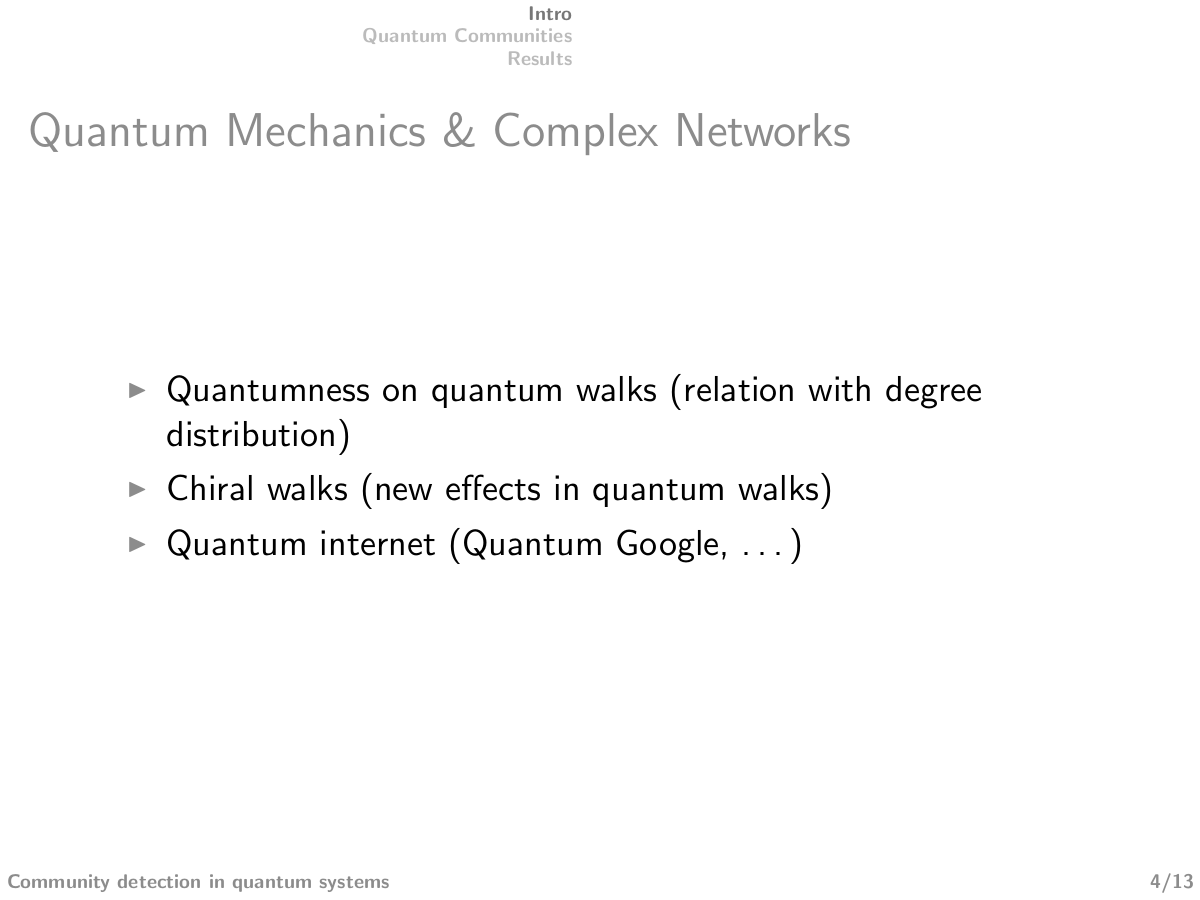 Intro
Quantum Communities
Results
Quantum Mechanics & Complex Networks
▶ Quantumness on quantum walks (relation with degree
distribution)
▶ Chiral walks (new effects in quantum walks)
▶ Quantum internet (Quantum Google, . . . )
Community detection in quantum systems
4/13